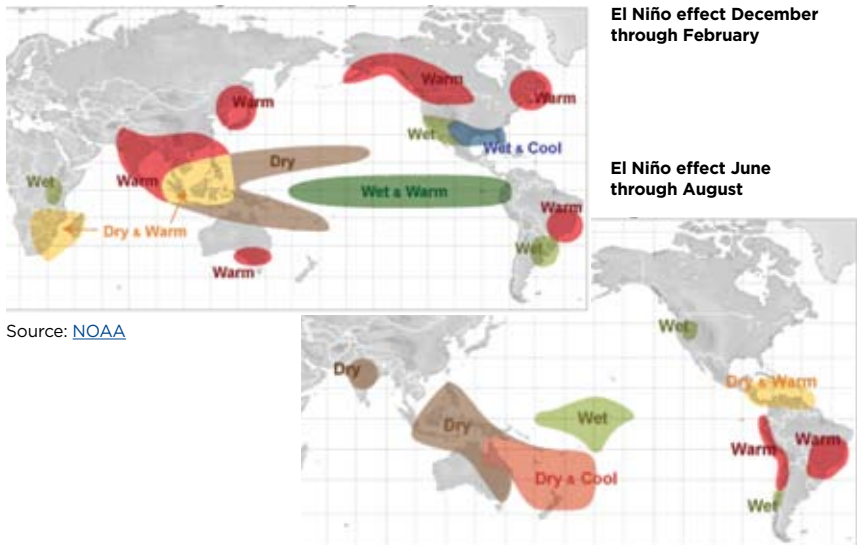 El Niño effect December
through February
Warm
Warm
Warm
Wet
Wet & Cool
Dry
Warm
Wet
Wet & Warm
Dry & Warm
Warm
Wet
Warm
El Niño effect June
through August
Source: NOAA
Wet
Dry
Dry & Warm
Dry
Wet
Warm
Warm
Dry & Cool
Wet